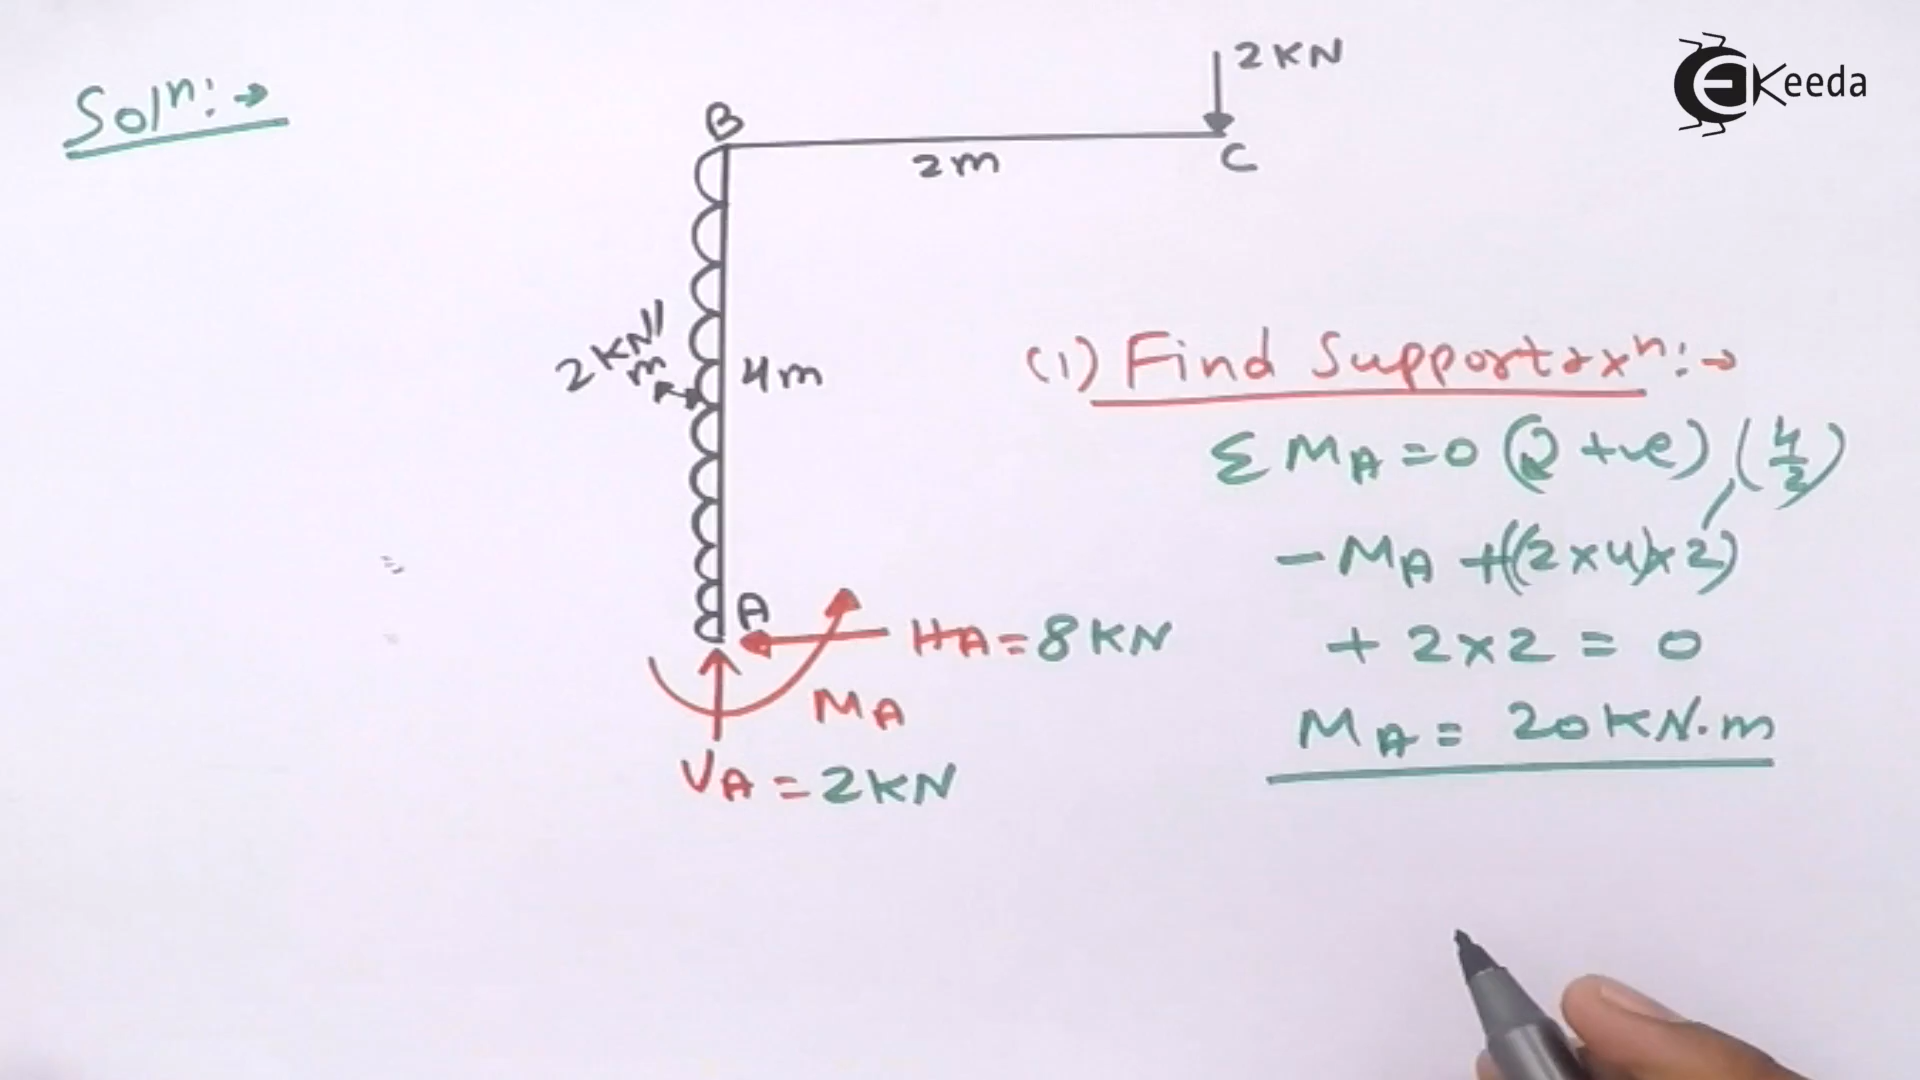 Solⁿ: →
2KN
Keeda
B
2m
C
2KN/m
4m
(1) Find Support rxⁿ: →
ΣMA = 0 (↻ +ve) (4/2)
- MA + ((2×4)×2)
+ 2×2 = 0
MA = 20KN.m
A
HA = 8KN
MA
VA = 2KN